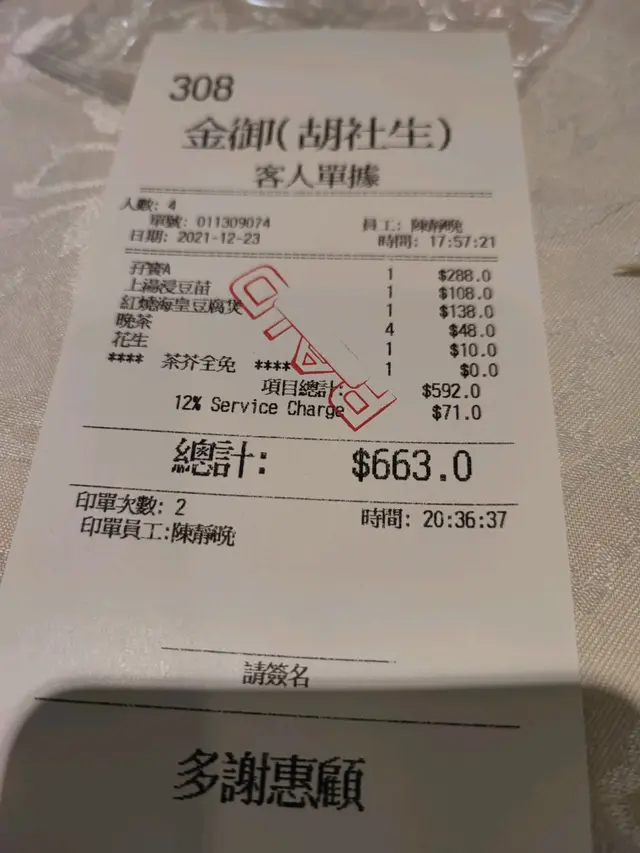 308
金御(胡社生)
客人單據
人數: 4
單號: 011309074 員工: 陳靜晚
日期: 2021-12-23 時間: 17:57:21
孖寶A 1 $288.0
上湯浸豆苗 1 $108.0
紅燒海皇豆腐煲 1 $138.0
晚茶 4 $48.0
花生 1 $10.0
**** 茶芥全免 **** 1 $0.0
項目總計: $592.0
12% Service Charge $71.0
總計: $663.0
印單次數: 2 時間: 20:36:37
印單員工:陳靜晚
請簽名
多謝惠顧